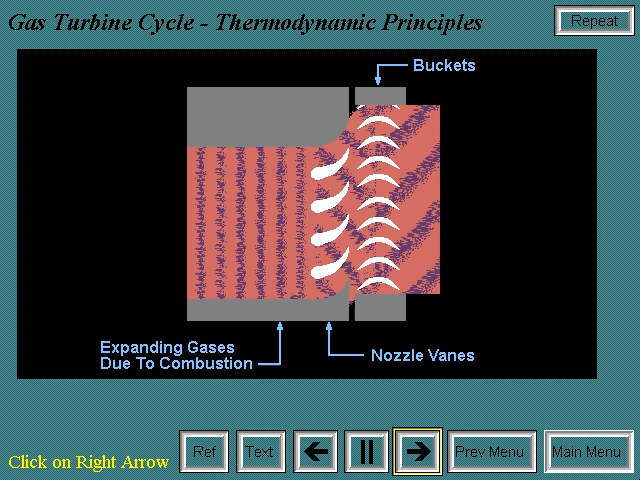 Gas Turbine Cycle - Thermodynamic Principles
Repeat
Buckets
Expanding Gases
Due To Combustion
Nozzle Vanes
Click on Right Arrow
Ref
Text
Prev Menu
Main Menu